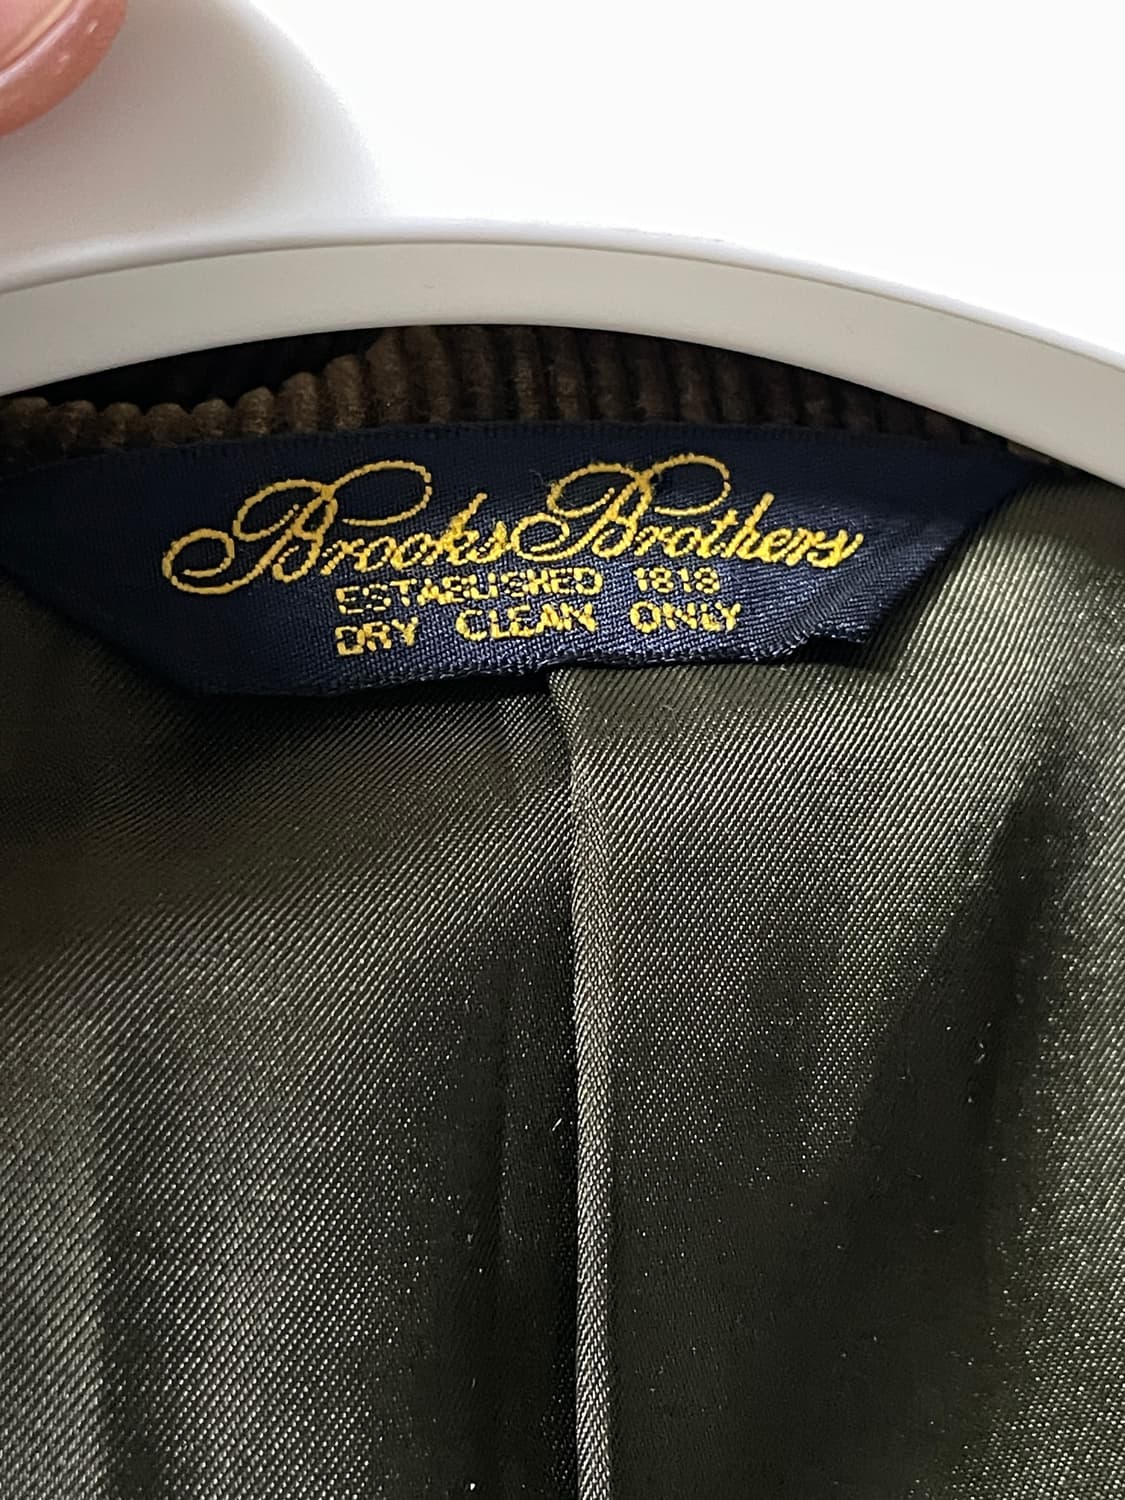 Brooks Brothers
ESTABLISHED 1818
DRY CLEAN ONLY